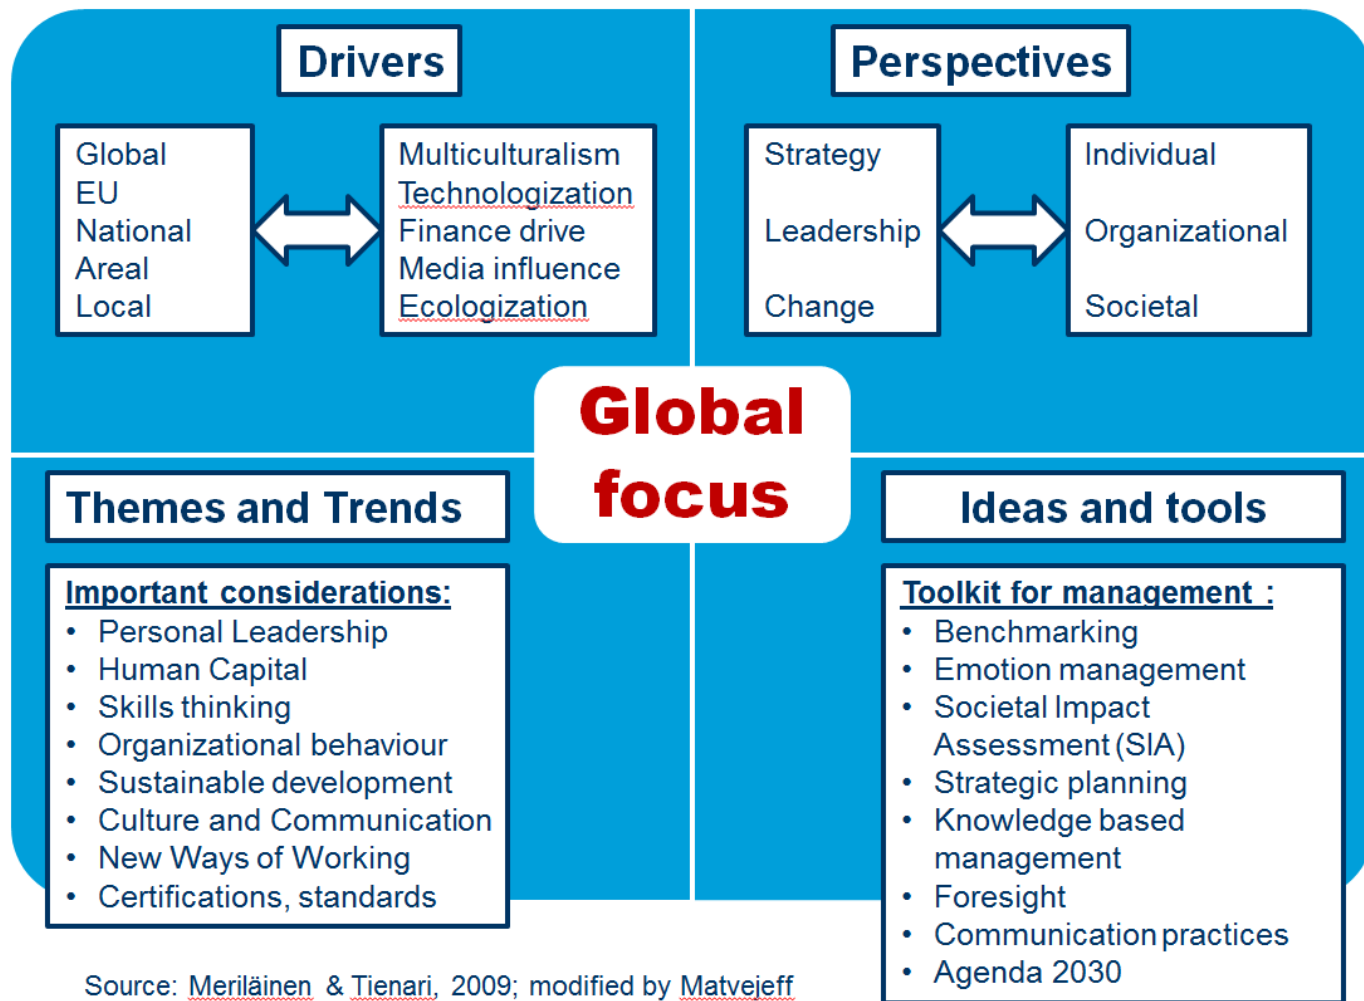 Drivers
Global
EU
National
Areal
Local
Multiculturalism
Technologization
Finance drive
Media influence
Ecologization
Perspectives
Strategy
Leadership
Change
Individual
Organizational
Societal
Global
focus
Themes and Trends
Important considerations:
• Personal Leadership
• Human Capital
• Skills thinking
• Organizational behaviour
• Sustainable development
• Culture and Communication
• New Ways of Working
• Certifications, standards
Ideas and tools
Toolkit for management :
• Benchmarking
• Emotion management
• Societal Impact
Assessment (SIA)
• Strategic planning
• Knowledge based
management
• Foresight
• Communication practices
• Agenda 2030
Source: Meriläinen & Tienari, 2009; modified by Matvejeff